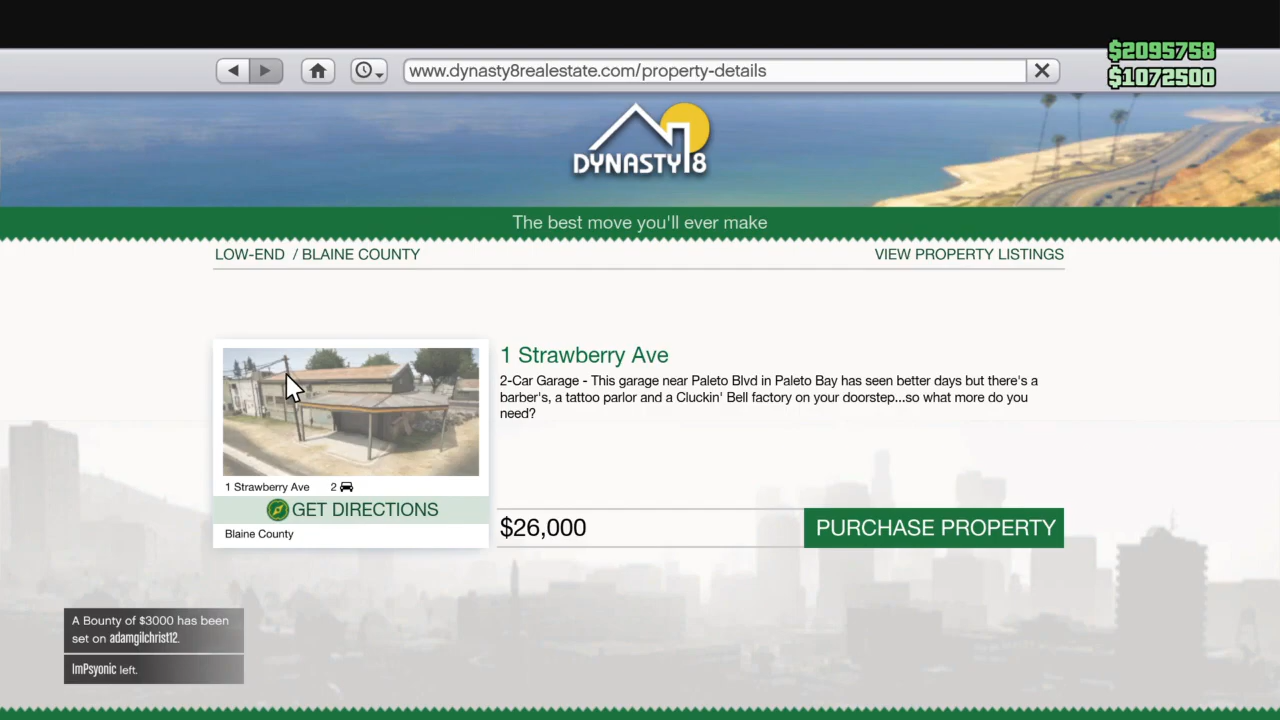 $2095758
www.dynasty8realestate.com/property-details
$1072500
DYNASTY 8
The best move you'll ever make
LOW-END / BLAINE COUNTY
VIEW PROPERTY LISTINGS
1 Strawberry Ave
2-Car Garage - This garage near Paleto Blvd in Paleto Bay has seen better days but there's a
barber's, a tattoo parlor and a Cluckin' Bell factory on your doorstep...so what more do you
need?
1 Strawberry Ave 2
GET DIRECTIONS
Blaine County
$26,000
PURCHASE PROPERTY
A Bounty of $3000 has been
set on adamgilchrist12.
ImPsyonic left.